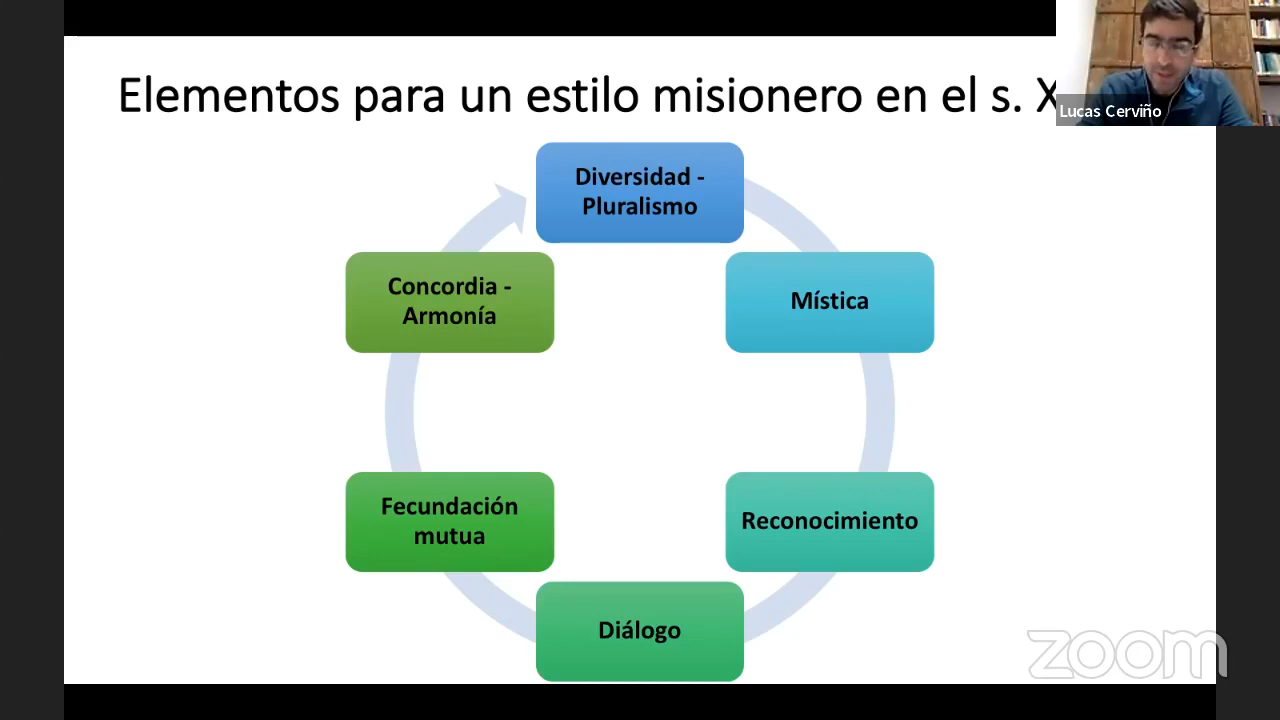 Elementos para un estilo misionero en el s. X
Lucas Cerviño
Diversidad -
Pluralismo
Concordia -
Armonía
Mística
Fecundación
mutua
Reconocimiento
Diálogo
zoom